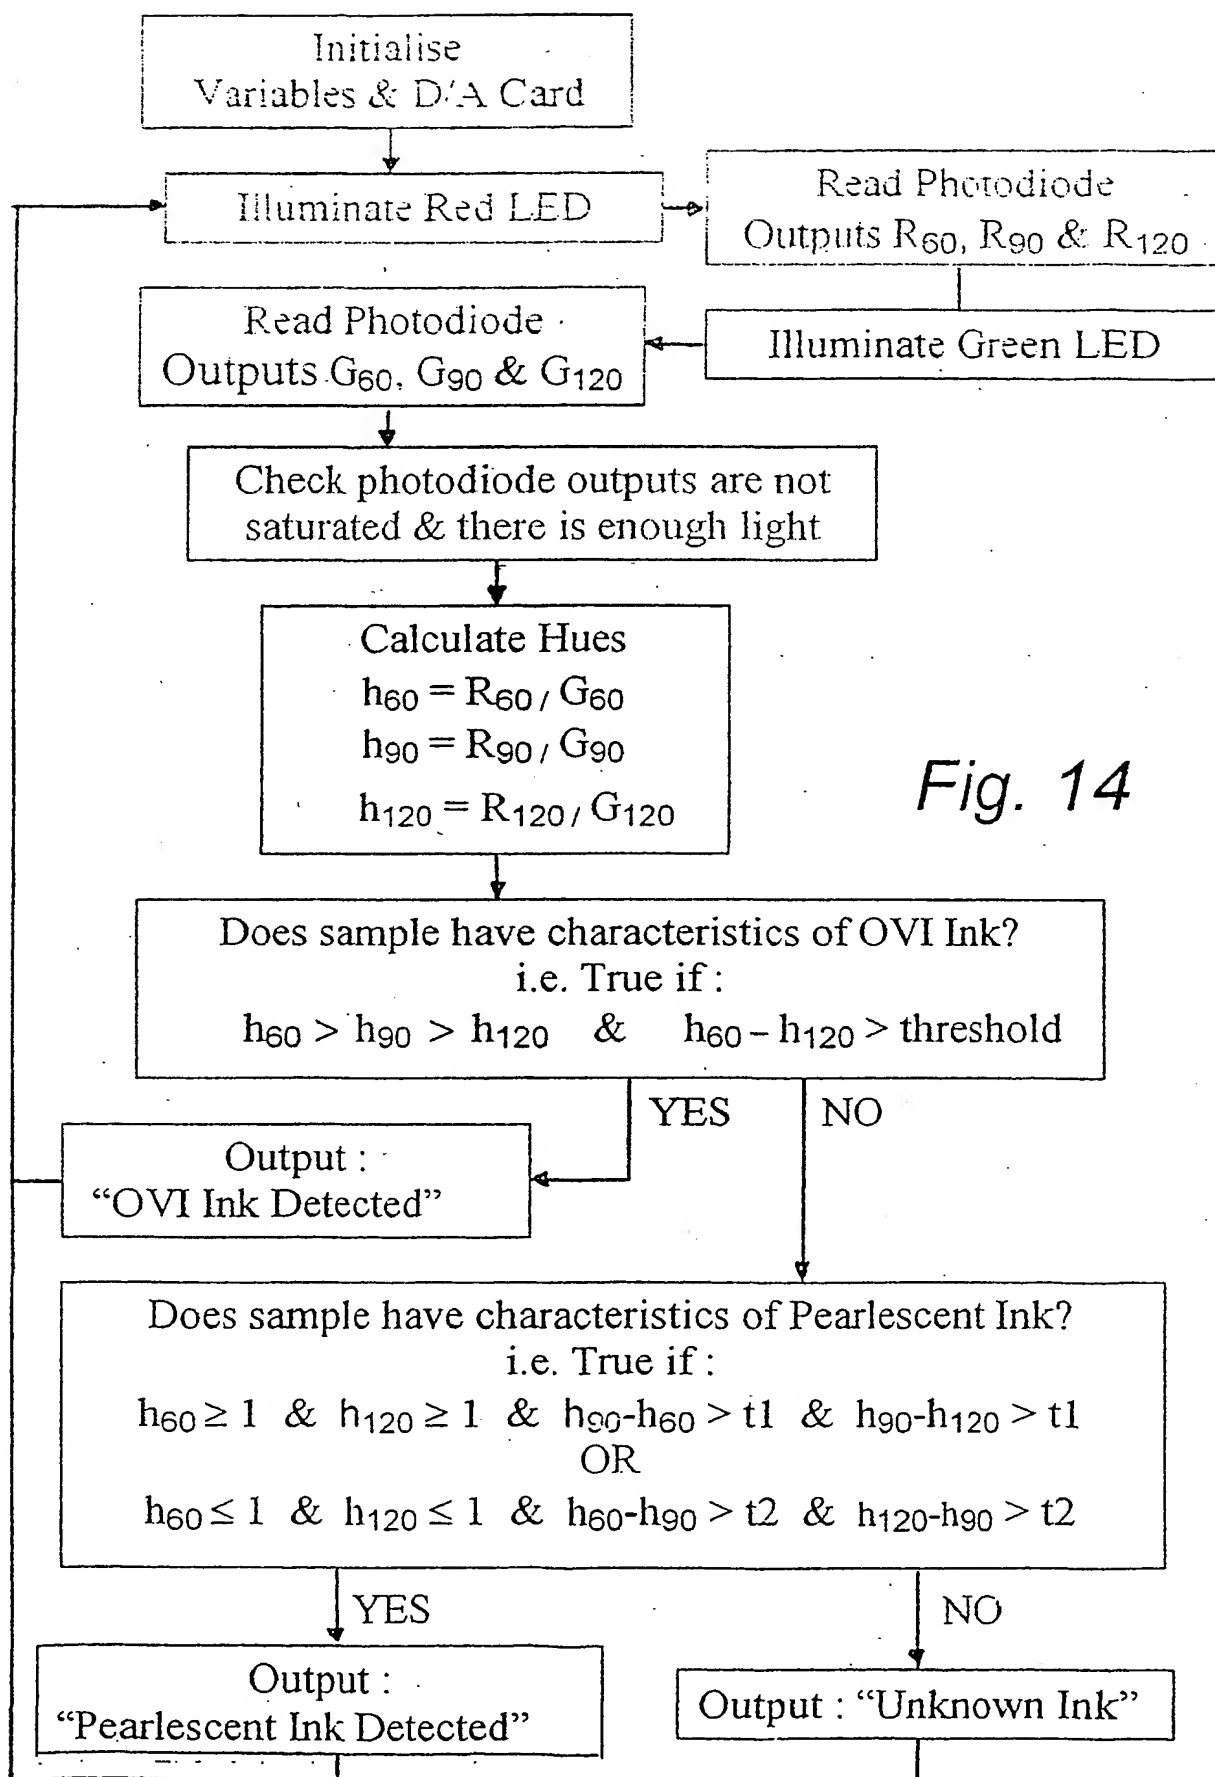 Initialise
Variables & D/A Card
Illuminate Red LED
Read Photodiode
Outputs R60, R90 & R120
Illuminate Green LED
Read Photodiode
Outputs G60, G90 & G120
Check photodiode outputs are not
saturated & there is enough light
Calculate Hues
h60 = R60 / G60
h90 = R90 / G90
h120 = R120 / G120
Fig. 14
Does sample have characteristics of OVI Ink?
i.e. True if :
h60 > h90 > h120 & h60 – h120 > threshold
YES
NO
Output :
“OVI Ink Detected”
Does sample have characteristics of Pearlescent Ink?
i.e. True if :
h60 ≥ 1 & h120 ≥ 1 & h90-h60 > t1 & h90-h120 > t1
OR
h60 ≤ 1 & h120 ≤ 1 & h60-h90 > t2 & h120-h90 > t2
YES
NO
Output :
“Pearlescent Ink Detected”
Output : “Unknown Ink”